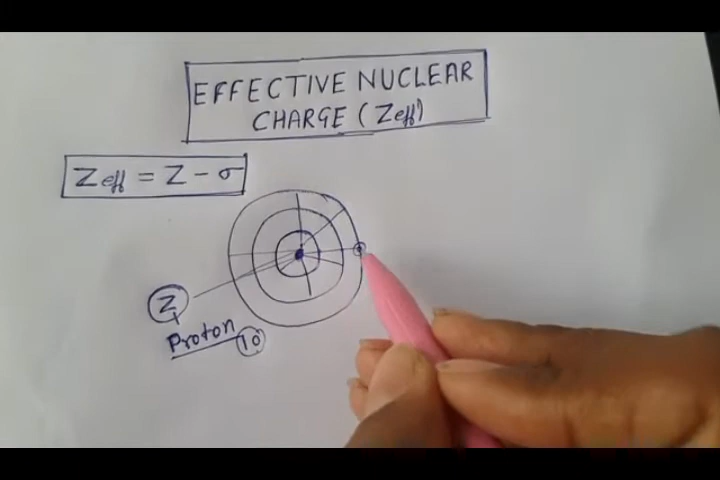 EFFECTIVE NUCLEAR
CHARGE (Zeff)
Zeff = Z - σ
Z
Proton 10